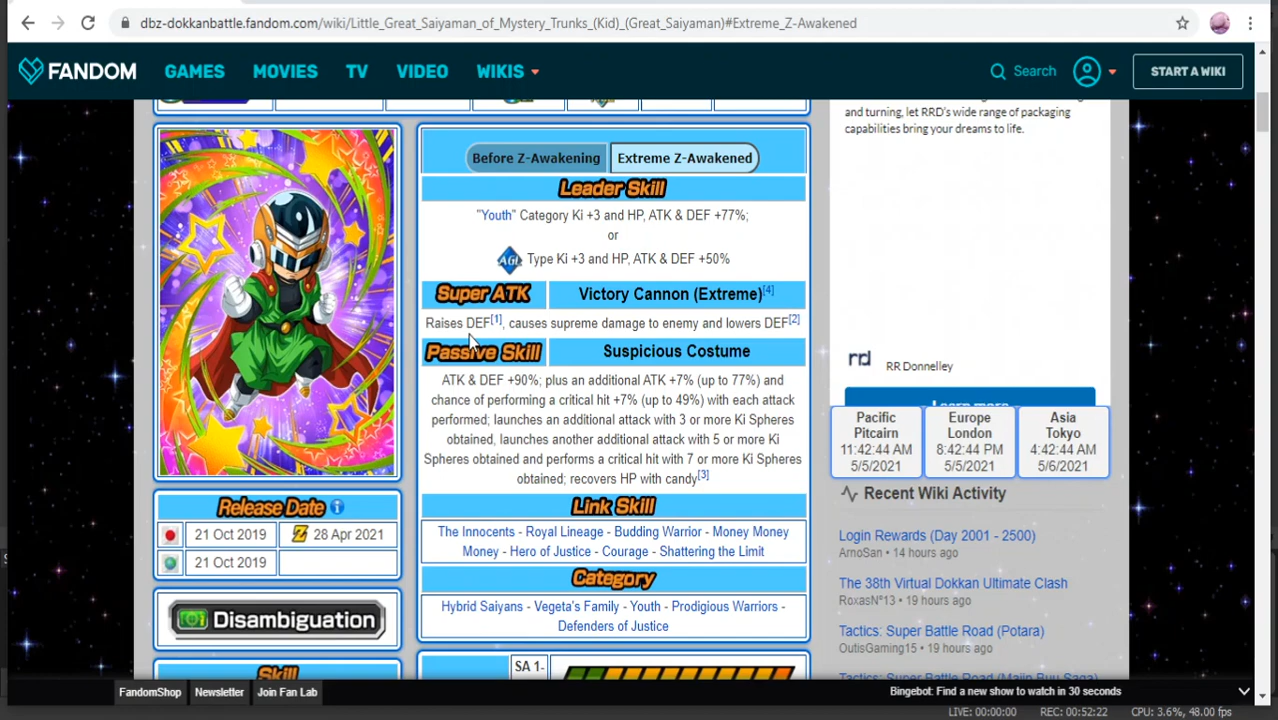 dbz-dokkanbattle.fandom.com/wiki/Little_Great_Saiyaman_of_Mystery_Trunks_(Kid)_(Great_Saiyaman)#Extreme_Z-Awakened
FANDOM GAMES MOVIES TV VIDEO WIKIS Search START A WIKI
and turning, let RRD's wide range of packaging
capabilities bring your dreams to life.
Before Z-Awakening Extreme Z-Awakened
Leader Skill
"Youth" Category Ki +3 and HP, ATK & DEF +77%;
or
AGL Type Ki +3 and HP, ATK & DEF +50%
Super ATK Victory Cannon (Extreme)[4]
Raises DEF[1], causes supreme damage to enemy and lowers DEF[2]
Passive Skill Suspicious Costume
ATK & DEF +90%; plus an additional ATK +7% (up to 77%) and
chance of performing a critical hit +7% (up to 49%) with each attack
performed; launches an additional attack with 3 or more Ki Spheres
obtained, launches another additional attack with 5 or more Ki
Spheres obtained and performs a critical hit with 7 or more Ki Spheres
obtained; recovers HP with candy[3]
Link Skill
The Innocents - Royal Lineage - Budding Warrior - Money Money
Money - Hero of Justice - Courage - Shattering the Limit
Category
Hybrid Saiyans - Vegeta's Family - Youth - Prodigious Warriors -
Defenders of Justice
SA 1-
Release Date i
21 Oct 2019 Z 28 Apr 2021
21 Oct 2019
Disambiguation
Skill
rd RR Donnelley
Learn more
Pacific
Pitcairn
11:42:44 AM
5/5/2021
Europe
London
8:42:44 PM
5/5/2021
Asia
Tokyo
4:42:44 AM
5/6/2021
Recent Wiki Activity
Login Rewards (Day 2001 - 2500)
ArnoSan • 14 hours ago
The 38th Virtual Dokkan Ultimate Clash
RoxasN°13 • 19 hours ago
Tactics: Super Battle Road (Potara)
OutisGaming15 • 19 hours ago
Tactics: Super Battle Road (Majin Buu Saga)
FandomShop Newsletter Join Fan Lab Bingebot: Find a new show to watch in 30 seconds
LIVE: 00:00:00 REC: 00:52:22 CPU: 3.6%, 48.00 fps